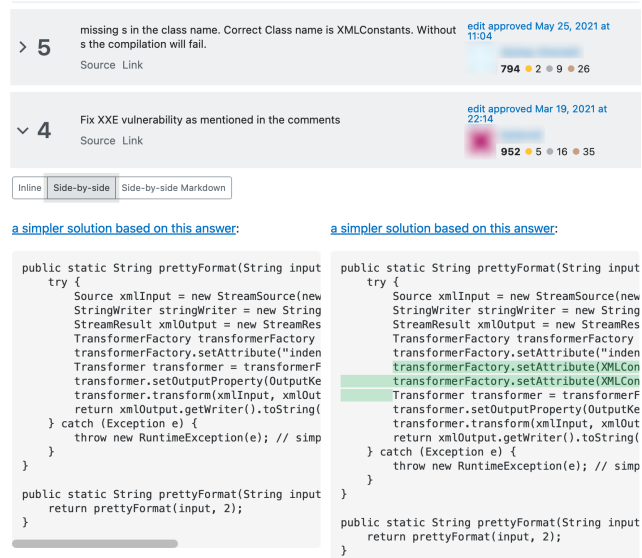 5
missing s in the class name. Correct Class name is XMLConstants. Without
s the compilation will fail.
Source Link
edit approved May 25, 2021 at
11:04
794 2 9 26
4
Fix XXE vulnerability as mentioned in the comments
Source Link
edit approved Mar 19, 2021 at
22:14
952 5 16 35
Inline Side-by-side Side-by-side Markdown
a simpler solution based on this answer:
public static String prettyFormat(String input
try {
Source xmlInput = new StreamSource(new
StringWriter stringWriter = new String
StreamResult xmlOutput = new StreamRes
TransformerFactory transformerFactory
transformerFactory.setAttribute("inden
Transformer transformer = transformerF
transformer.setOutputProperty(OutputKe
transformer.transform(xmlInput, xmlOut
return xmlOutput.getWriter().toString(
} catch (Exception e) {
throw new RuntimeException(e); // simp
}
}
public static String prettyFormat(String input
return prettyFormat(input, 2);
}
a simpler solution based on this answer:
public static String prettyFormat(String input
try {
Source xmlInput = new StreamSource(new
StringWriter stringWriter = new String
StreamResult xmlOutput = new StreamRes
TransformerFactory transformerFactory
transformerFactory.setAttribute("inden
transformerFactory.setAttribute(XMLCon
transformerFactory.setAttribute(XMLCon
Transformer transformer = transformerF
transformer.setOutputProperty(OutputKe
transformer.transform(xmlInput, xmlOut
return xmlOutput.getWriter().toString(
} catch (Exception e) {
throw new RuntimeException(e); // simp
}
}
public static String prettyFormat(String input
return prettyFormat(input, 2);
}